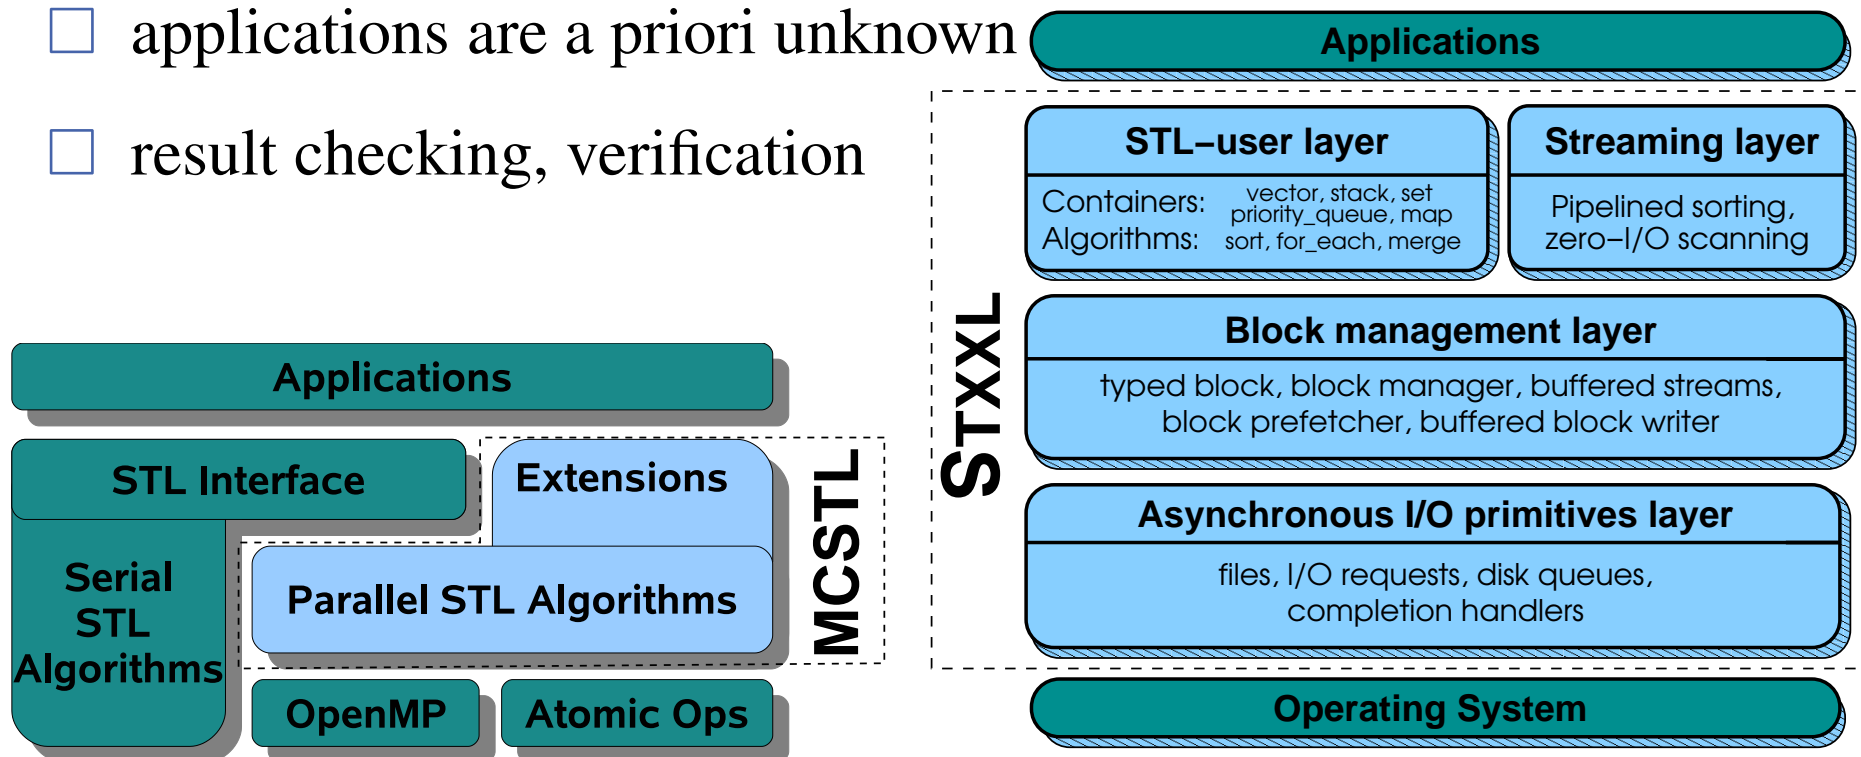 applications are a priori unknown
result checking, verification
Applications
STL Interface
Extensions
Serial
STL
Algorithms
Parallel STL Algorithms
MCSTL
OpenMP
Atomic Ops
Applications
STXXL
STL–user layer
Containers: vector, stack, set
priority_queue, map
Algorithms: sort, for_each, merge
Streaming layer
Pipelined sorting,
zero–I/O scanning
Block management layer
typed block, block manager, buffered streams,
block prefetcher, buffered block writer
Asynchronous I/O primitives layer
files, I/O requests, disk queues,
completion handlers
Operating System